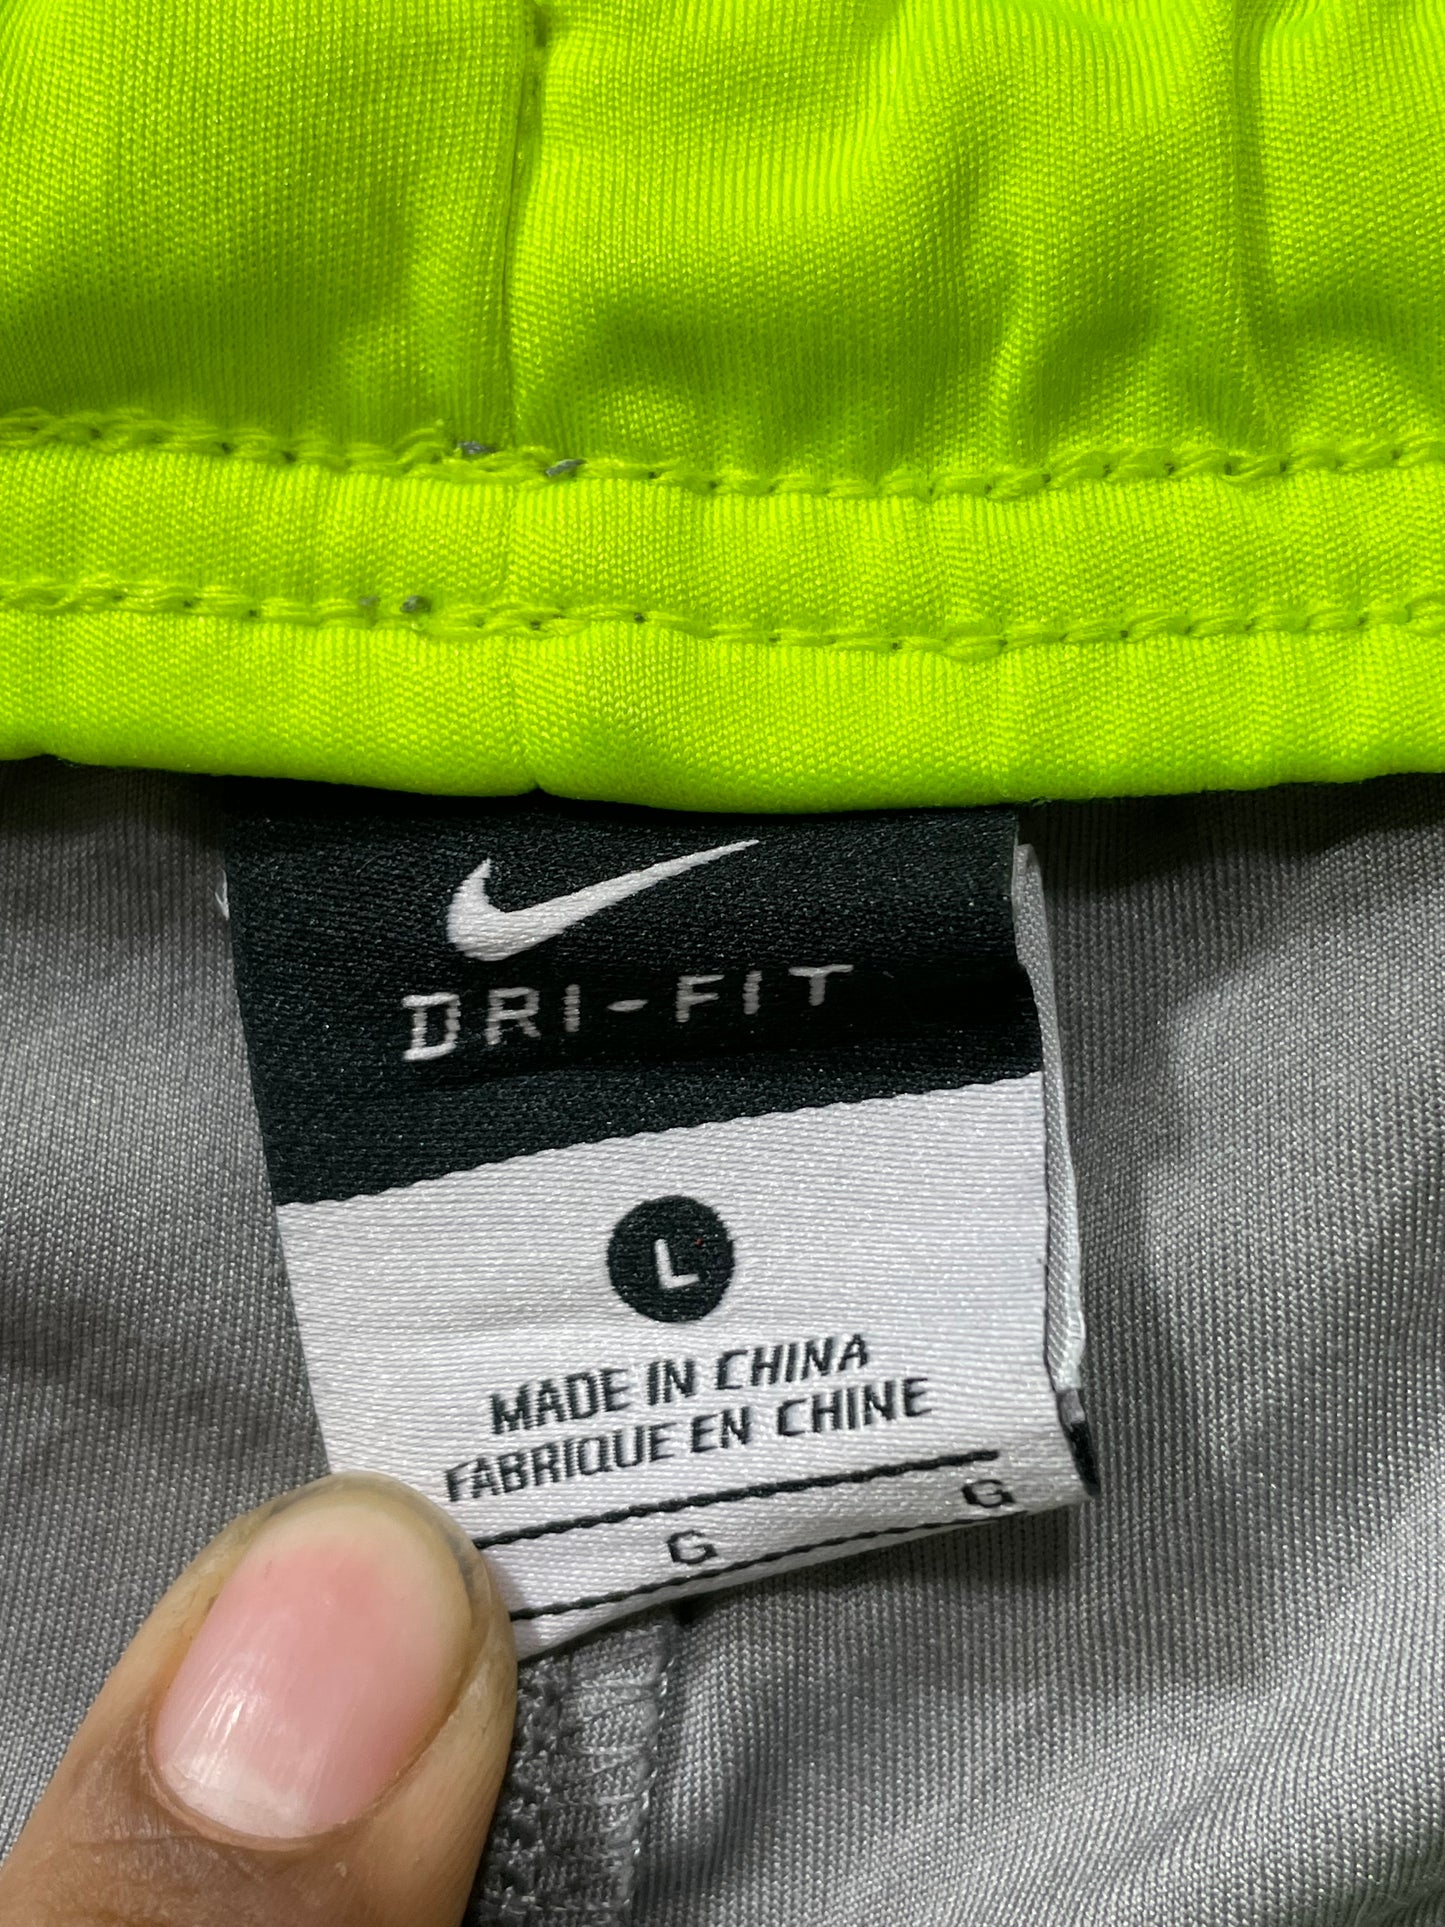 DRI-FIT
L
MADE IN CHINA
FABRIQUE EN CHINE
G G